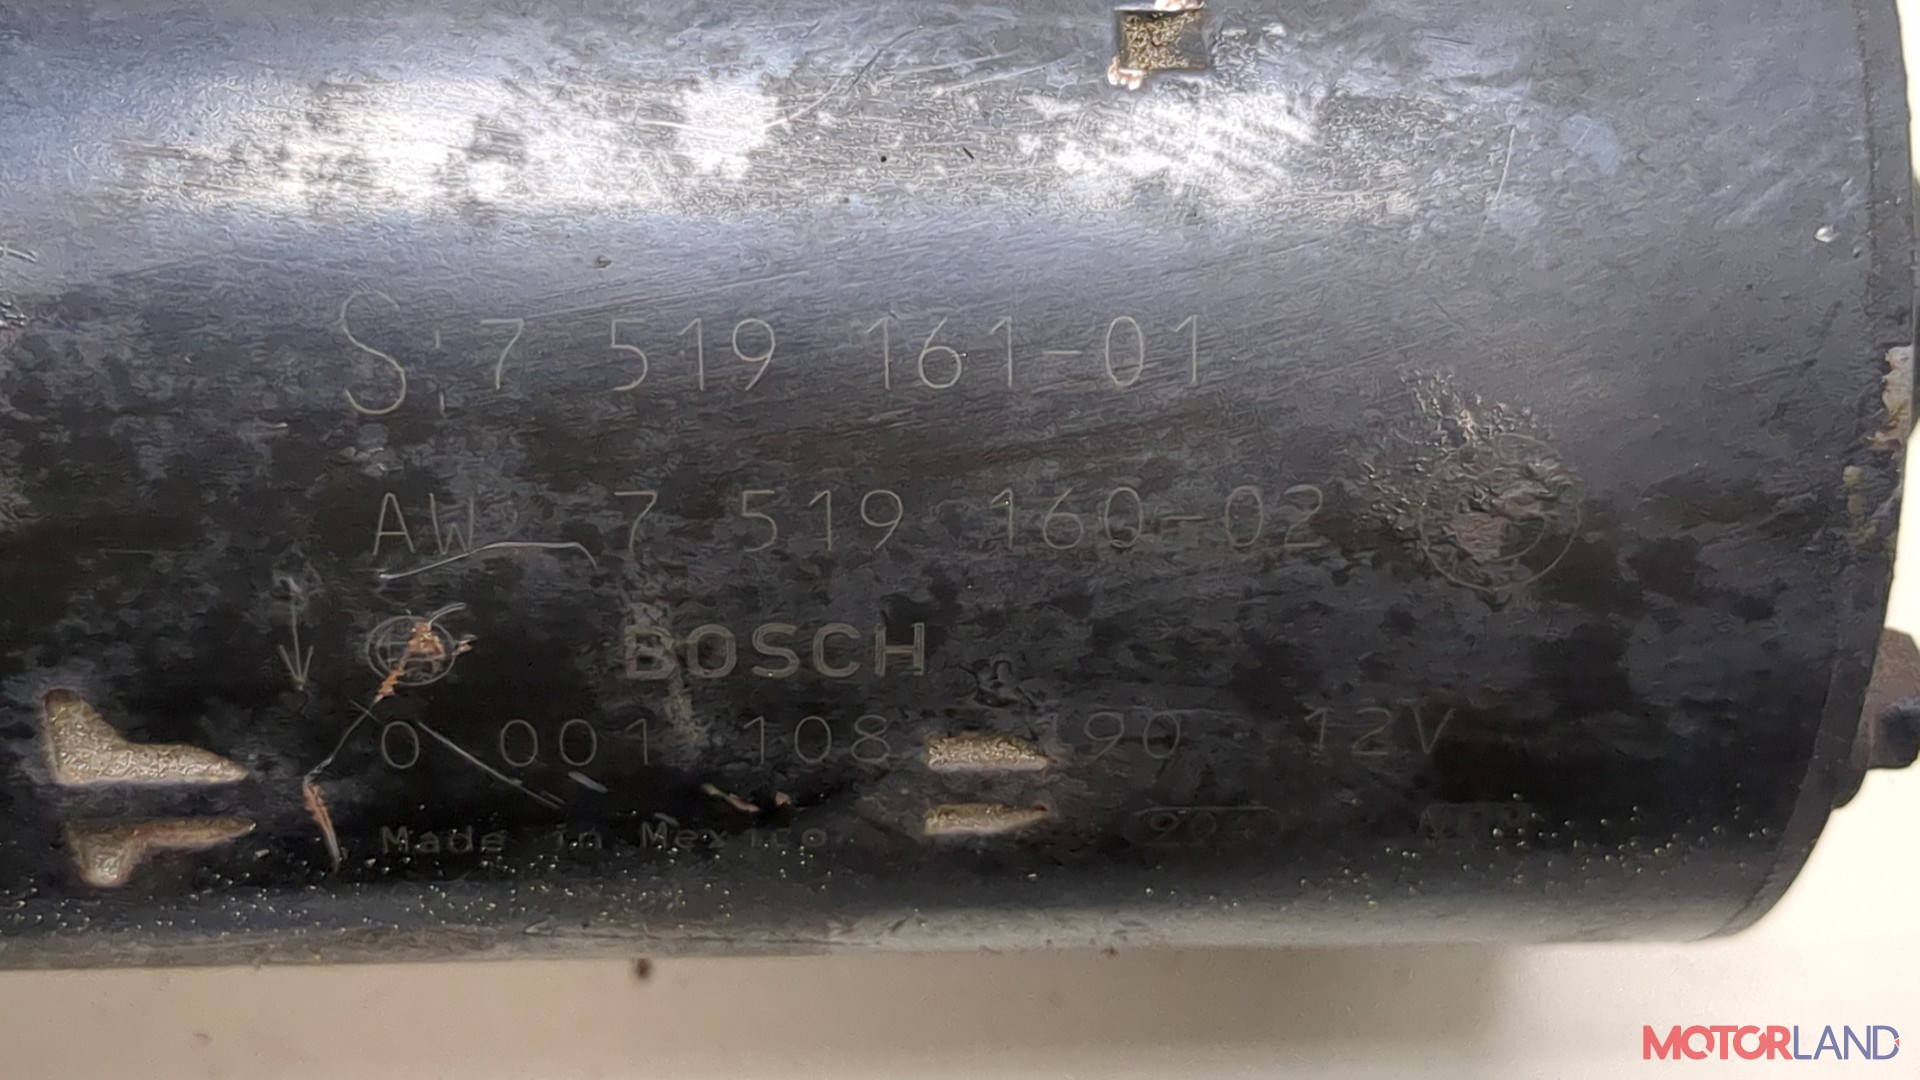 S.7 519 161-01
AW 7 519 160-02
BOSCH
0 001 108 190 12V
Made in Mexico
MOTORLAND